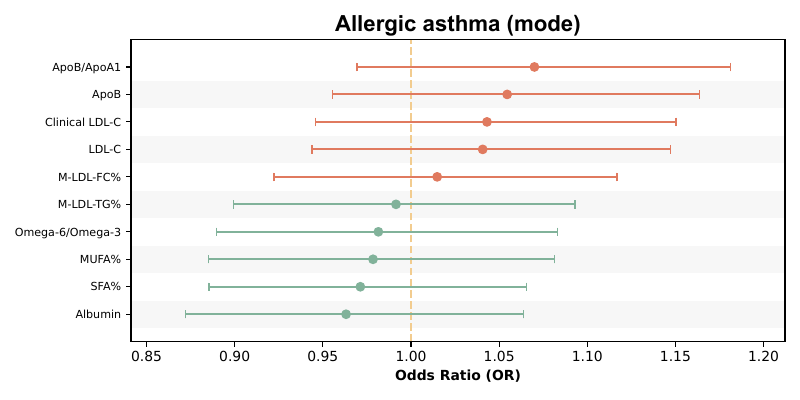 Allergic asthma (mode)
ApoB/ApoA1
ApoB
Clinical LDL-C
LDL-C
M-LDL-FC%
M-LDL-TG%
Omega-6/Omega-3
MUFA%
SFA%
Albumin
0.85 0.90 0.95 1.00 1.05 1.10 1.15 1.20
Odds Ratio (OR)